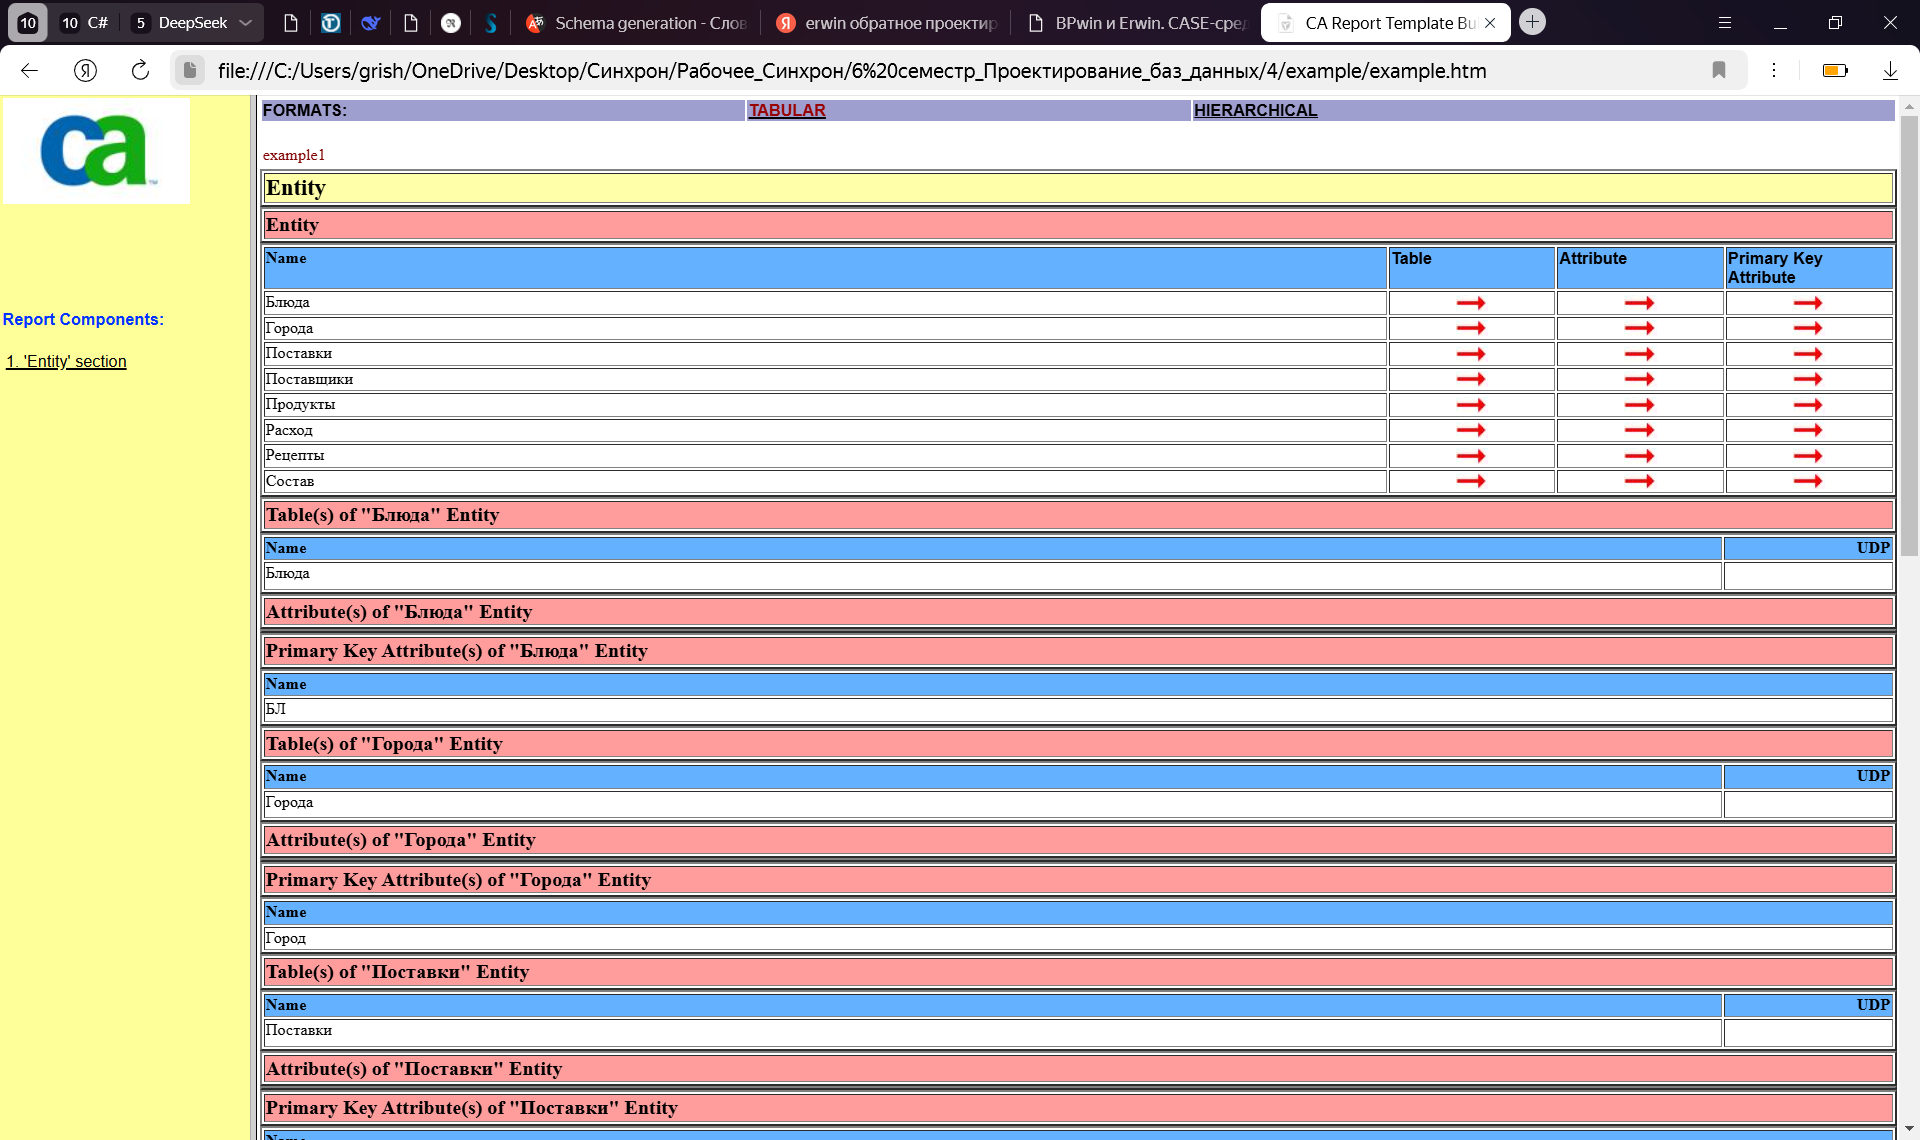 10 10 C# 5 DeepSeek Schema generation - Слов erwin обратное проектир BPwin и Erwin. CASE-сред CA Report Template Bu
file:///C:/Users/grish/OneDrive/Desktop/Синхрон/Рабочее_Синхрон/6%20семестр_Проектирование_баз_данных/4/example/example.htm
ca
Report Components:
1. 'Entity' section
FORMATS: TABULAR HIERARCHICAL
example1
Entity
Entity
Name Table Attribute Primary Key Attribute
Блюда
Города
Поставки
Поставщики
Продукты
Расход
Рецепты
Состав
Table(s) of "Блюда" Entity
Name UDP
Блюда
Attribute(s) of "Блюда" Entity
Primary Key Attribute(s) of "Блюда" Entity
Name
БЛ
Table(s) of "Города" Entity
Name UDP
Города
Attribute(s) of "Города" Entity
Primary Key Attribute(s) of "Города" Entity
Name
Город
Table(s) of "Поставки" Entity
Name UDP
Поставки
Attribute(s) of "Поставки" Entity
Primary Key Attribute(s) of "Поставки" Entity
Name